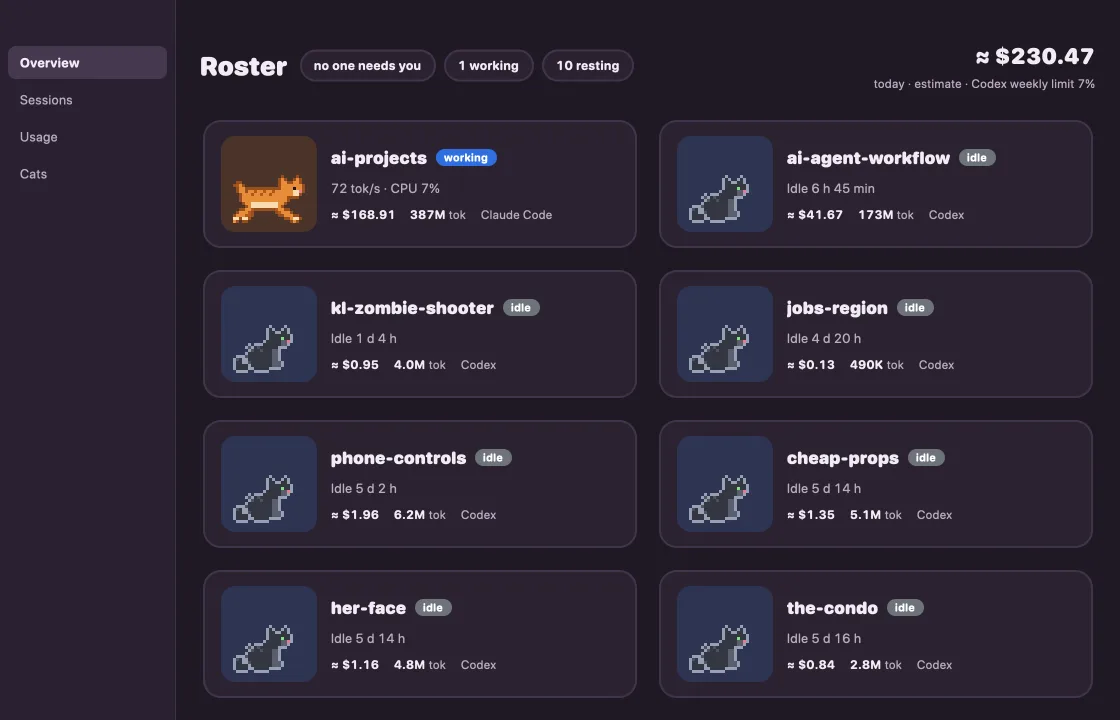 Overview
Sessions
Usage
Cats
Roster
no one needs you
1 working
10 resting
≈ $230.47
today · estimate · Codex weekly limit 7%
ai-projects working
72 tok/s · CPU 7%
≈ $168.91 387M tok Claude Code
ai-agent-workflow idle
Idle 6 h 45 min
≈ $41.67 173M tok Codex
kl-zombie-shooter idle
Idle 1 d 4 h
≈ $0.95 4.0M tok Codex
jobs-region idle
Idle 4 d 20 h
≈ $0.13 490K tok Codex
phone-controls idle
Idle 5 d 2 h
≈ $1.96 6.2M tok Codex
cheap-props idle
Idle 5 d 14 h
≈ $1.35 5.1M tok Codex
her-face idle
Idle 5 d 14 h
≈ $1.16 4.8M tok Codex
the-condo idle
Idle 5 d 16 h
≈ $0.84 2.8M tok Codex